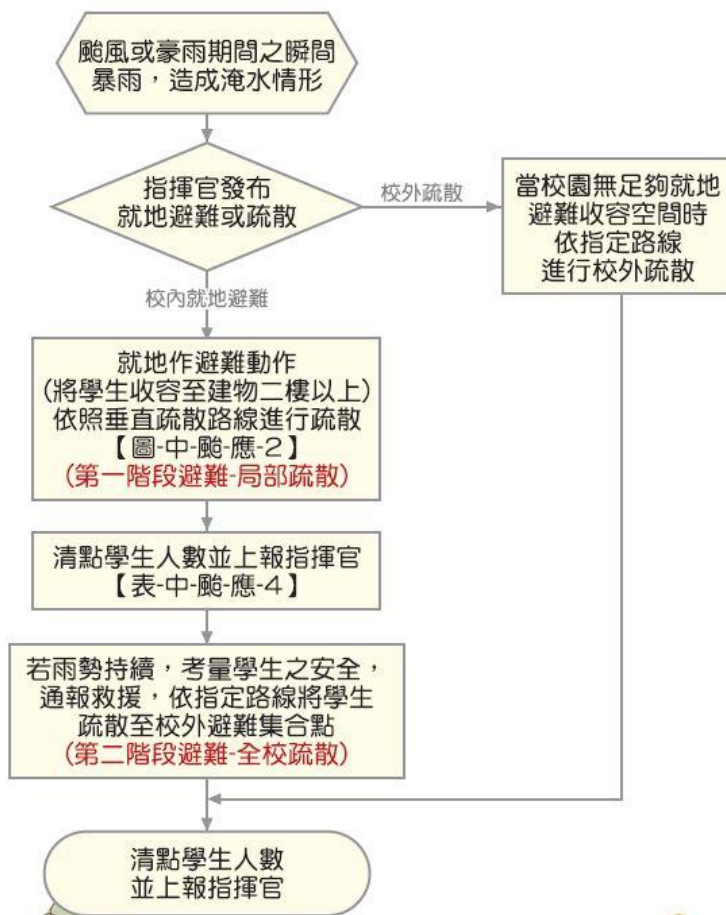 颱風或豪雨期間之瞬間
暴雨，造成淹水情形
指揮官發布
就地避難或疏散
校外疏散
當校園無足夠就地
避難收容空間時
依指定路線
進行校外疏散
校內就地避難
就地作避難動作
(將學生收容至建物二樓以上)
依照垂直疏散路線進行疏散
【圖-中-颱-應-2】
(第一階段避難-局部疏散)
清點學生人數並上報指揮官
【表-中-颱-應-4】
若雨勢持續，考量學生之安全，
通報救援，依指定路線將學生
疏散至校外避難集合點
(第二階段避難-全校疏散)
清點學生人數
並上報指揮官